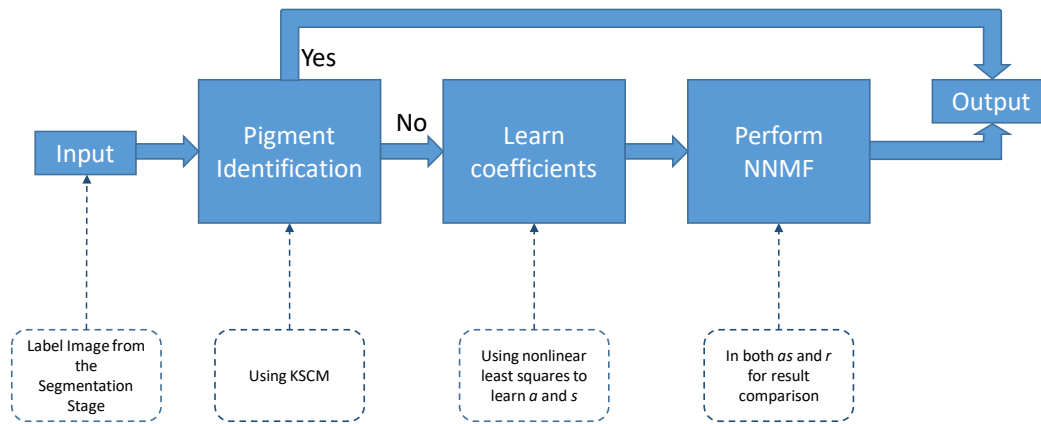 Yes
No
Input
Pigment
Identification
Learn
coefficients
Perform
NNMF
Output
Label Image from
the
Segmentation
Stage
Using KSCM
Using nonlinear
least squares to
learn a and s
In both as and r
for result
comparison